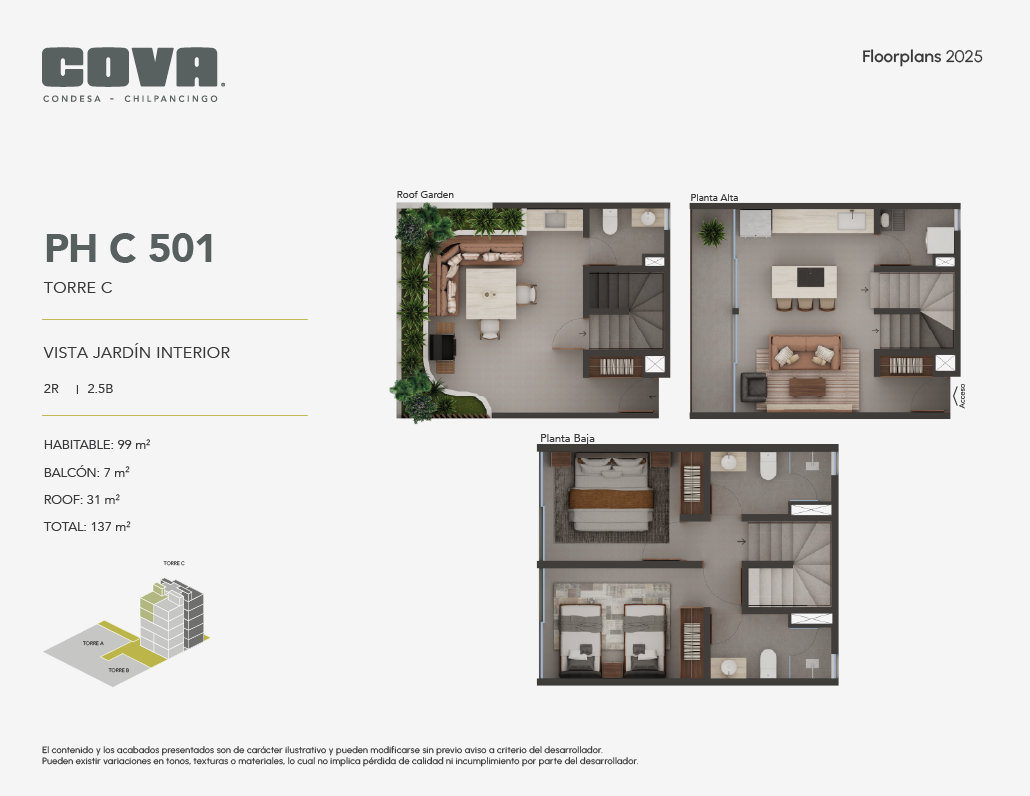 COVA.
CONDESA - CHILPANCINGO
Floorplans 2025
PH C 501
TORRE C
VISTA JARDÍN INTERIOR
2R | 2.5B
HABITABLE: 99 m²
BALCÓN: 7 m²
ROOF: 31 m²
TOTAL: 137 m²
TORRE C
TORRE A
TORRE B
Roof Garden
Planta Alta
Acceso
Planta Baja
El contenido y los acabados presentados son de carácter ilustrativo y pueden modificarse sin previo aviso a criterio del desarrollador.
Pueden existir variaciones en tonos, texturas o materiales, lo cual no implica pérdida de calidad ni incumplimiento por parte del desarrollador.